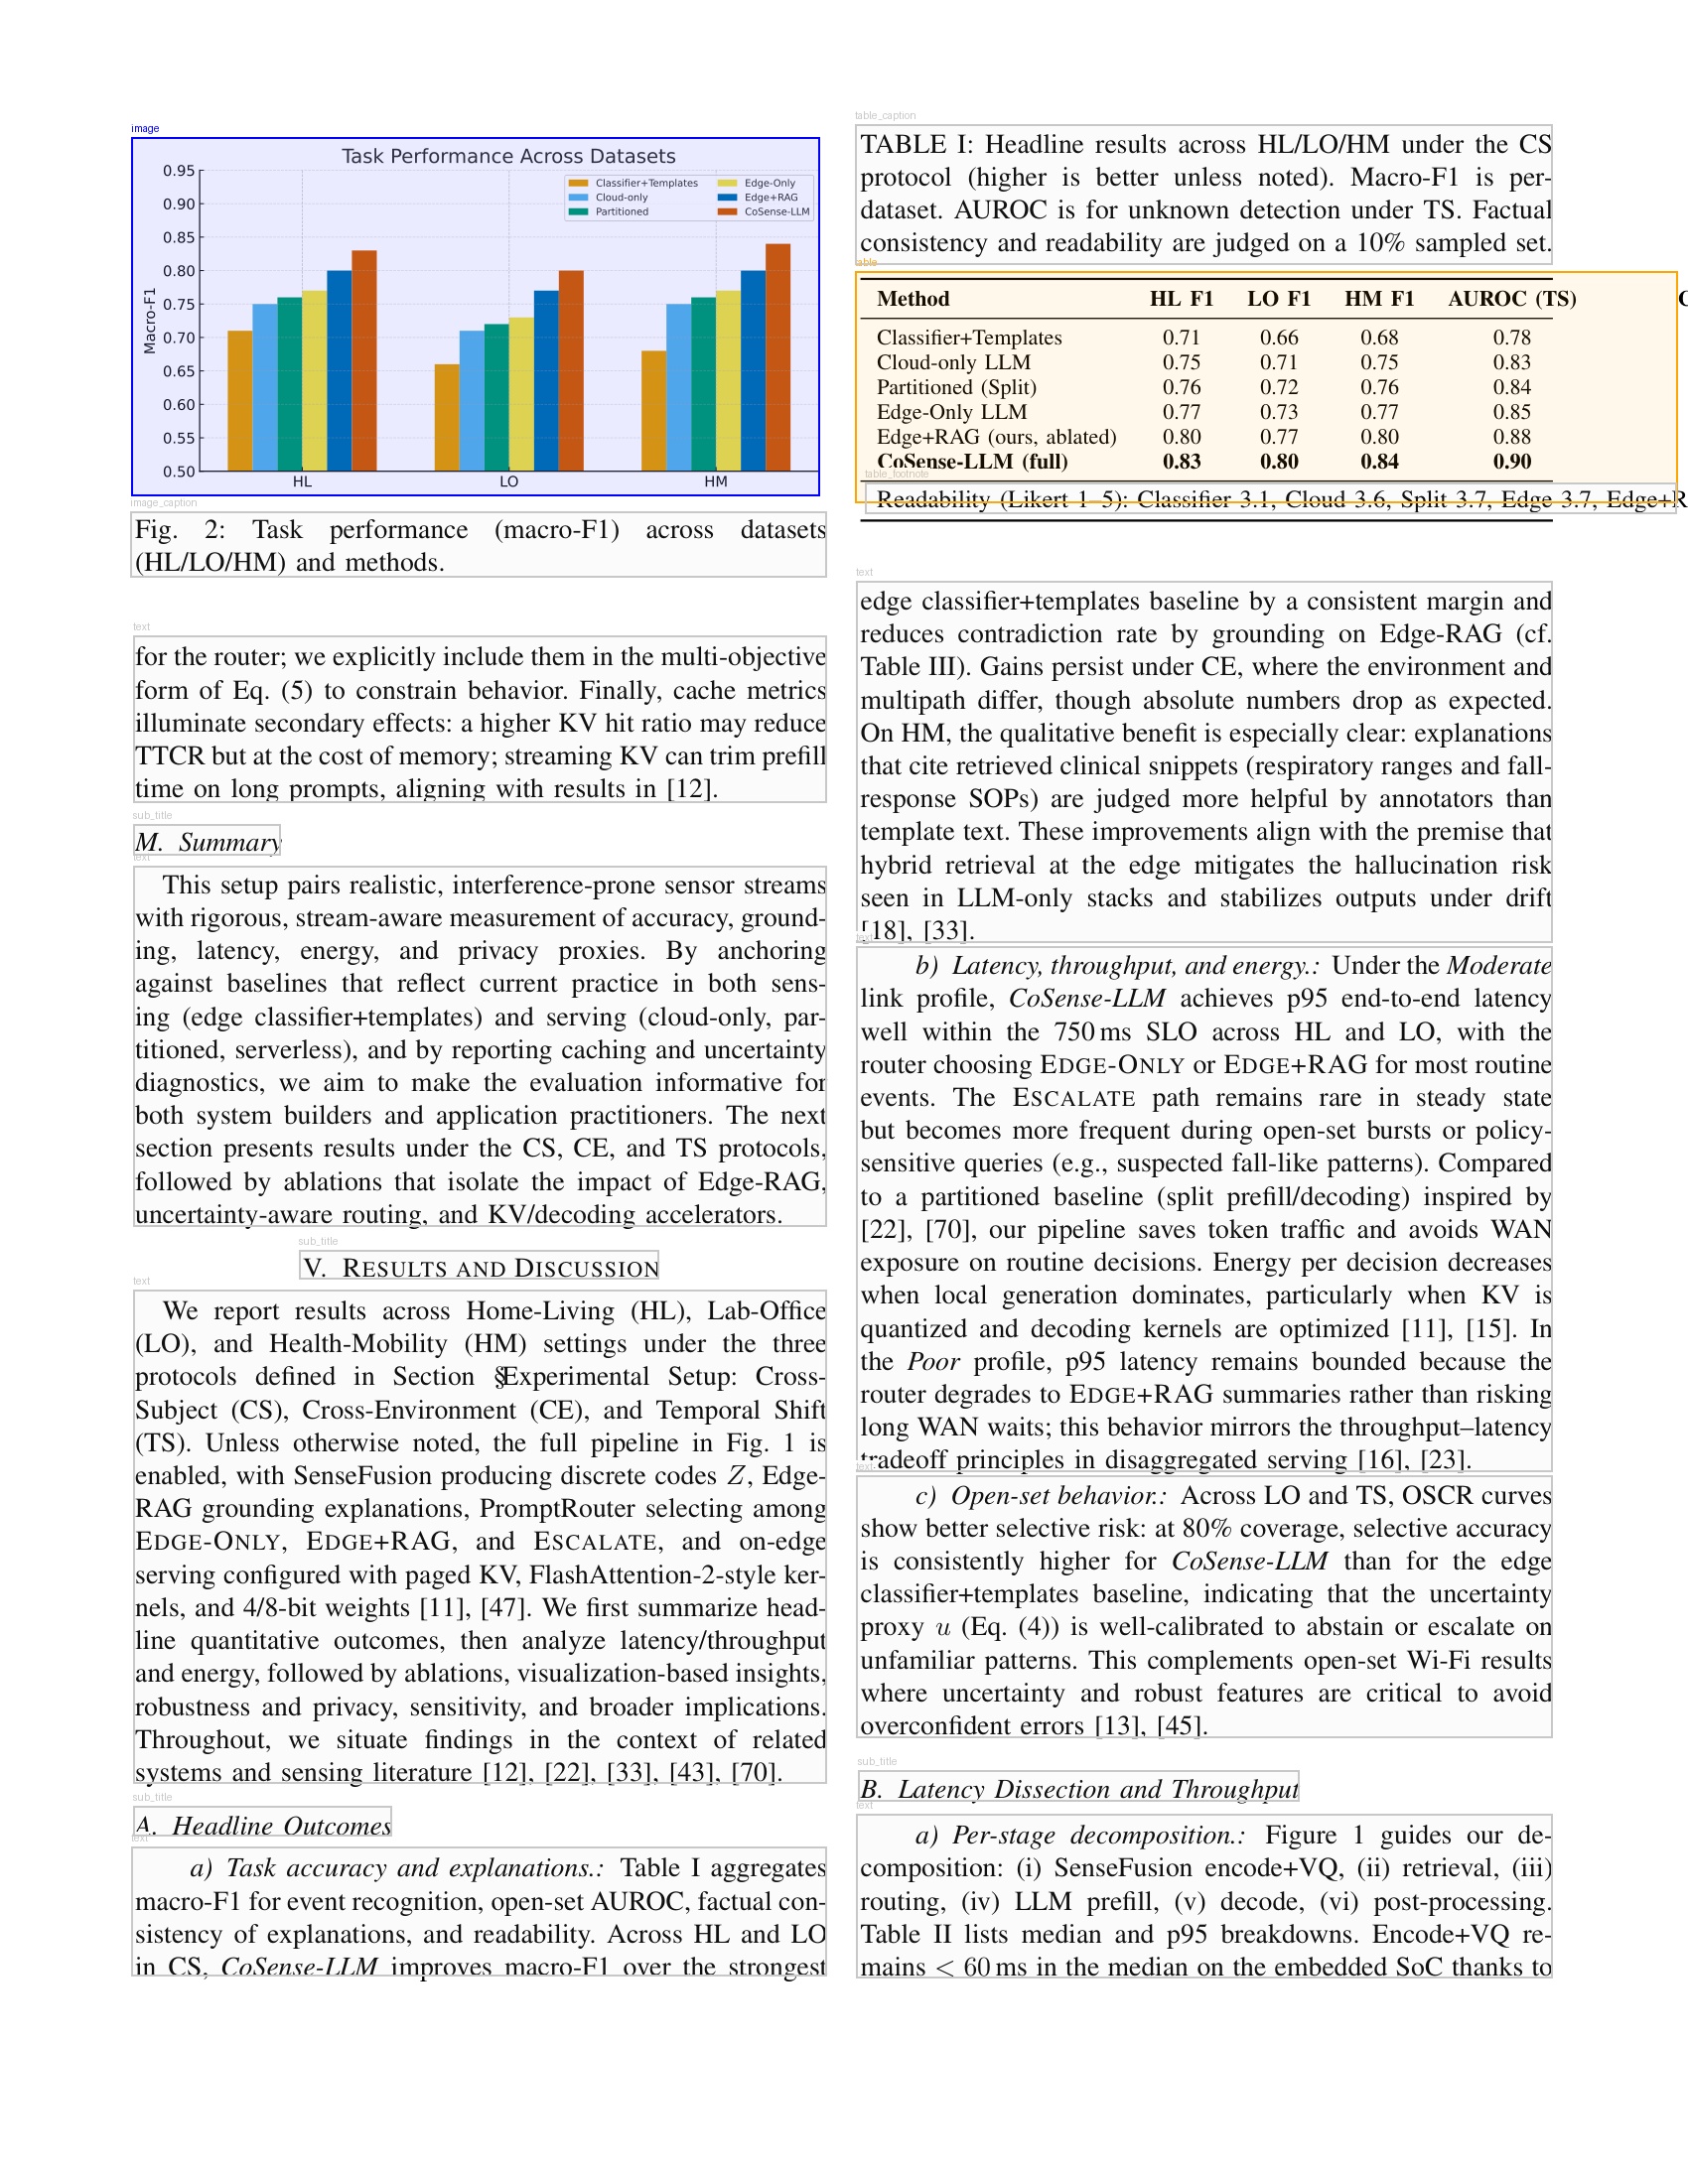 image
Task Performance Across Datasets
Classifier+Templates
Cloud-only
Partitioned
Edge-Only
Edge+RAG
CoSense-LLM
Macro-F1
0.95
0.90
0.85
0.80
0.75
0.70
0.65
0.60
0.55
0.50
HL LO HM
image_caption
Fig. 2: Task performance (macro-F1) across datasets
(HL/LO/HM) and methods.
text
for the router; we explicitly include them in the multi-objective
form of Eq. (5) to constrain behavior. Finally, cache metrics
illuminate secondary effects: a higher KV hit ratio may reduce
TTCR but at the cost of memory; streaming KV can trim prefill
time on long prompts, aligning with results in [12].
sub_title
M. Summary
text
This setup pairs realistic, interference-prone sensor streams
with rigorous, stream-aware measurement of accuracy, ground-
ing, latency, energy, and privacy proxies. By anchoring
against baselines that reflect current practice in both sens-
ing (edge classifier+templates) and serving (cloud-only, par-
titioned, serverless), and by reporting caching and uncertainty
diagnostics, we aim to make the evaluation informative for
both system builders and application practitioners. The next
section presents results under the CS, CE, and TS protocols,
followed by ablations that isolate the impact of Edge-RAG,
uncertainty-aware routing, and KV/decoding accelerators.
sub_title
V. RESULTS AND DISCUSSION
text
We report results across Home-Living (HL), Lab-Office
(LO), and Health-Mobility (HM) settings under the three
protocols defined in Section §Experimental Setup: Cross-
Subject (CS), Cross-Environment (CE), and Temporal Shift
(TS). Unless otherwise noted, the full pipeline in Fig. 1 is
enabled, with SenseFusion producing discrete codes Z, Edge-
RAG grounding explanations, PromptRouter selecting among
EDGE-ONLY, EDGE+RAG, and ESCALATE, and on-edge
serving configured with paged KV, FlashAttention-2-style ker-
nels, and 4/8-bit weights [11], [47]. We first summarize head-
line quantitative outcomes, then analyze latency/throughput
and energy, followed by ablations, visualization-based insights,
robustness and privacy, sensitivity, and broader implications.
Throughout, we situate findings in the context of related
systems and sensing literature [12], [22], [33], [43], [70].
sub_title
A. Headline Outcomes
text
a) Task accuracy and explanations.: Table I aggregates
macro-F1 for event recognition, open-set AUROC, factual con-
sistency of explanations, and readability. Across HL and LO
in CS, CoSense-LLM improves macro-F1 over the strongest
table_caption
TABLE I: Headline results across HL/LO/HM under the CS
protocol (higher is better unless noted). Macro-F1 is per-
dataset. AUROC is for unknown detection under TS. Factual
consistency and readability are judged on a 10% sampled set.
Method HL F1 LO F1 HM F1 AUROC (TS)
Classifier+Templates 0.71 0.66 0.68 0.78
Cloud-only LLM 0.75 0.71 0.75 0.83
Partitioned (Split) 0.76 0.72 0.76 0.84
Edge-Only LLM 0.77 0.73 0.77 0.85
Edge+RAG (ours, ablated) 0.80 0.77 0.80 0.88
CoSense-LLM (full) 0.83 0.80 0.84 0.90
table_footnote
Readability (Likert 1–5): Classifier 3.1, Cloud 3.6, Split 3.7, Edge 3.7, Edge+R
text
edge classifier+templates baseline by a consistent margin and
reduces contradiction rate by grounding on Edge-RAG (cf.
Table III). Gains persist under CE, where the environment and
multipath differ, though absolute numbers drop as expected.
On HM, the qualitative benefit is especially clear: explanations
that cite retrieved clinical snippets (respiratory ranges and fall-
response SOPs) are judged more helpful by annotators than
template text. These improvements align with the premise that
hybrid retrieval at the edge mitigates the hallucination risk
seen in LLM-only stacks and stabilizes outputs under drift
[18], [33].
b) Latency, throughput, and energy.: Under the Moderate
link profile, CoSense-LLM achieves p95 end-to-end latency
well within the 750 ms SLO across HL and LO, with the
router choosing EDGE-ONLY or EDGE+RAG for most routine
events. The ESCALATE path remains rare in steady state
but becomes more frequent during open-set bursts or policy-
sensitive queries (e.g., suspected fall-like patterns). Compared
to a partitioned baseline (split prefill/decoding) inspired by
[22], [70], our pipeline saves token traffic and avoids WAN
exposure on routine decisions. Energy per decision decreases
when local generation dominates, particularly when KV is
quantized and decoding kernels are optimized [11], [15]. In
the Poor profile, p95 latency remains bounded because the
router degrades to EDGE+RAG summaries rather than risking
long WAN waits; this behavior mirrors the throughput–latency
tradeoff principles in disaggregated serving [16], [23].
c) Open-set behavior.: Across LO and TS, OSCR curves
show better selective risk: at 80% coverage, selective accuracy
is consistently higher for CoSense-LLM than for the edge
classifier+templates baseline, indicating that the uncertainty
proxy u (Eq. (4)) is well-calibrated to abstain or escalate on
unfamiliar patterns. This complements open-set Wi-Fi results
where uncertainty and robust features are critical to avoid
overconfident errors [13], [45].
sub_title
B. Latency Dissection and Throughput
text
a) Per-stage decomposition.: Figure 1 guides our de-
composition: (i) SenseFusion encode+VQ, (ii) retrieval, (iii)
routing, (iv) LLM prefill, (v) decode, (vi) post-processing.
Table II lists median and p95 breakdowns. Encode+VQ re-
mains < 60 ms in the median on the embedded SoC thanks to